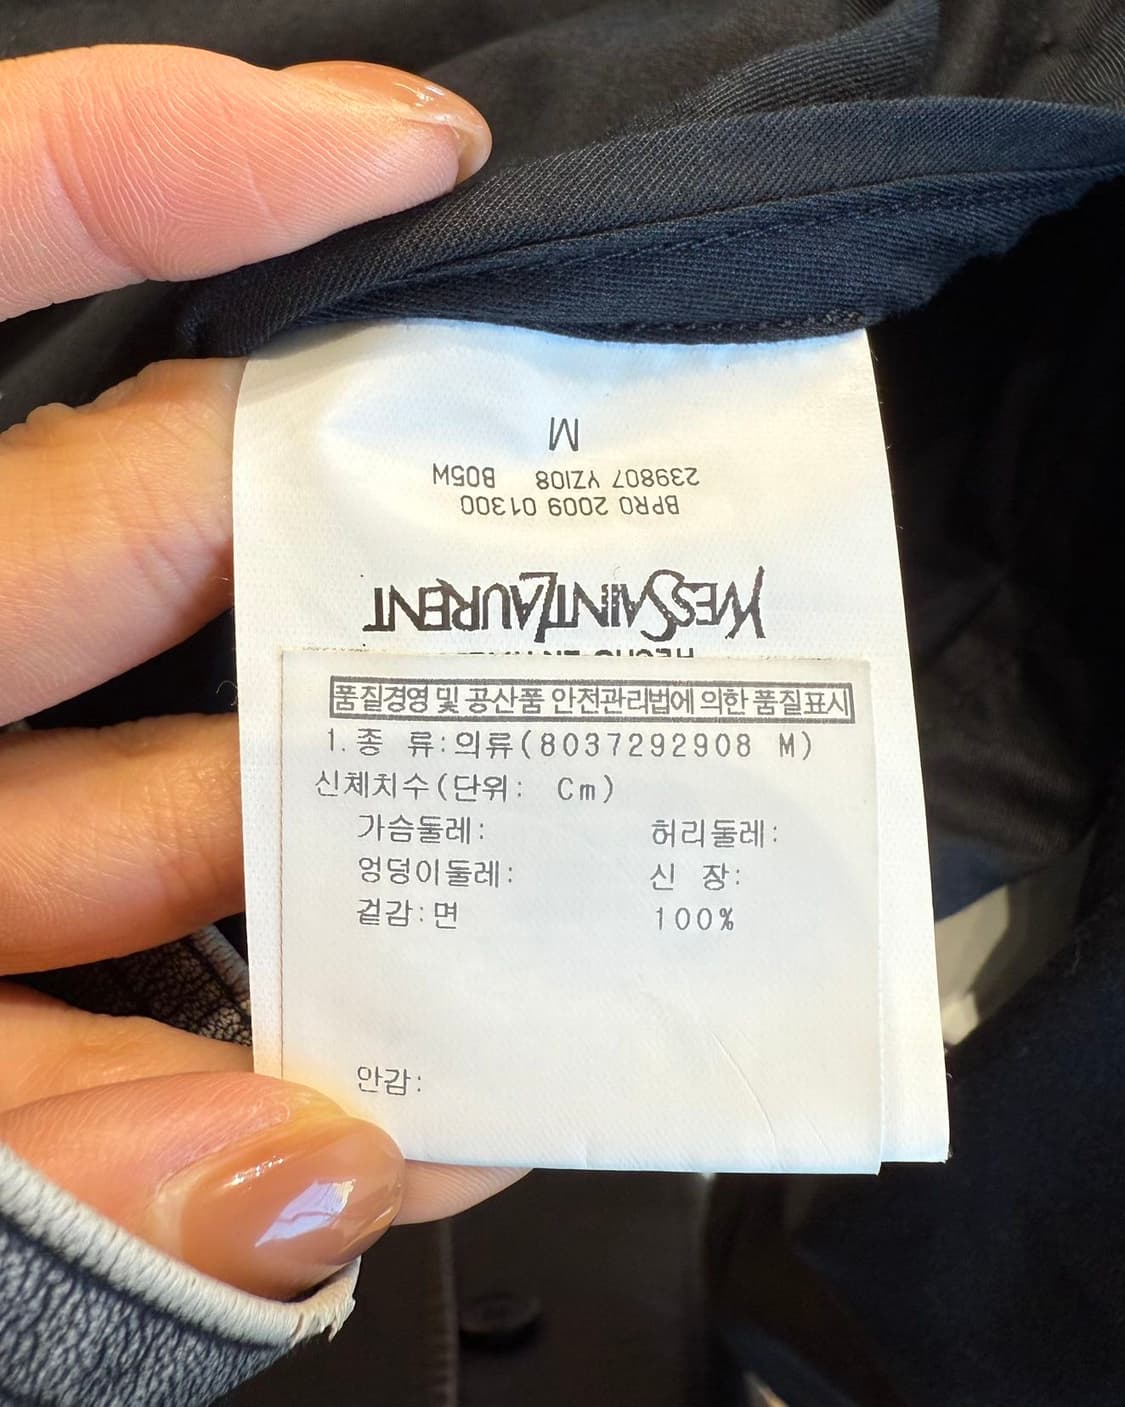 M
239807 YZI08 B05W
BPRO 2009 01300
YVESSAINTLAURENT
HECHO EN
품질경영 및 공산품 안전관리법에 의한 품질표시
1.종 류:의류(8037292908 M)
신체치수(단위: Cm)
가슴둘레: 허리둘레:
엉덩이둘레: 신 장:
겉감:면 100%
안감: